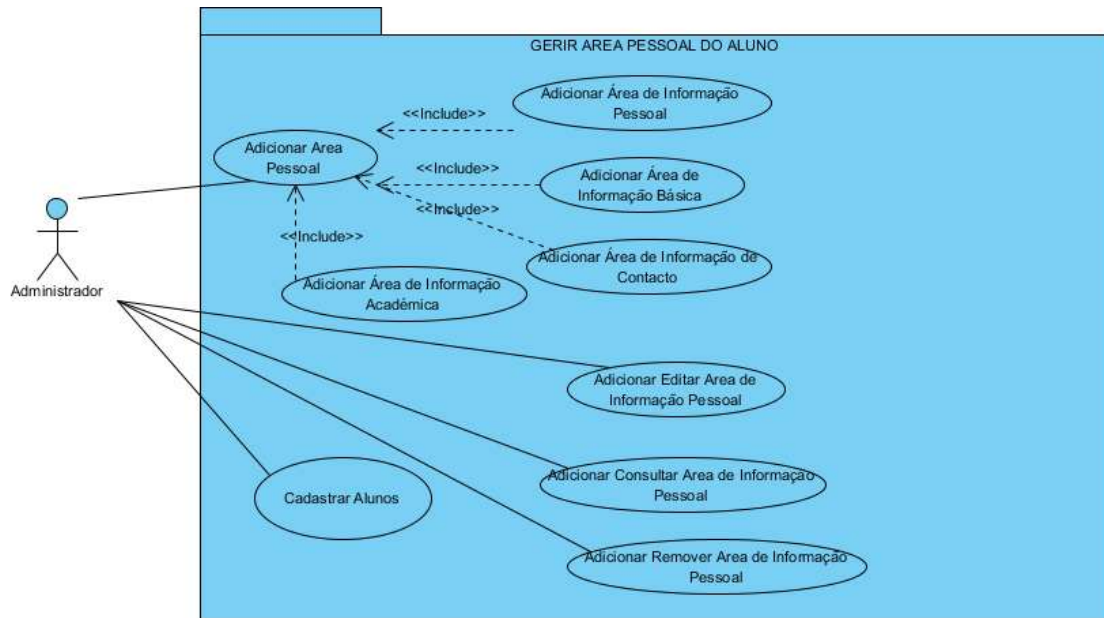 GERIR AREA PESSOAL DO ALUNO
Adicionar Área de Informação
Pessoal
<<Include>>
Adicionar Area
Pessoal
<<Include>>
Adicionar Área de
Informação Básica
<<Include>>
<<Include>>
Adicionar Área de Informação de
Contacto
Adicionar Área de Informação
Académica
Administrador
Adicionar Editar Area de
Informação Pessoal
Adicionar Consultar Area de Informação
Pessoal
Cadastrar Alunos
Adicionar Remover Area de Informação
Pessoal